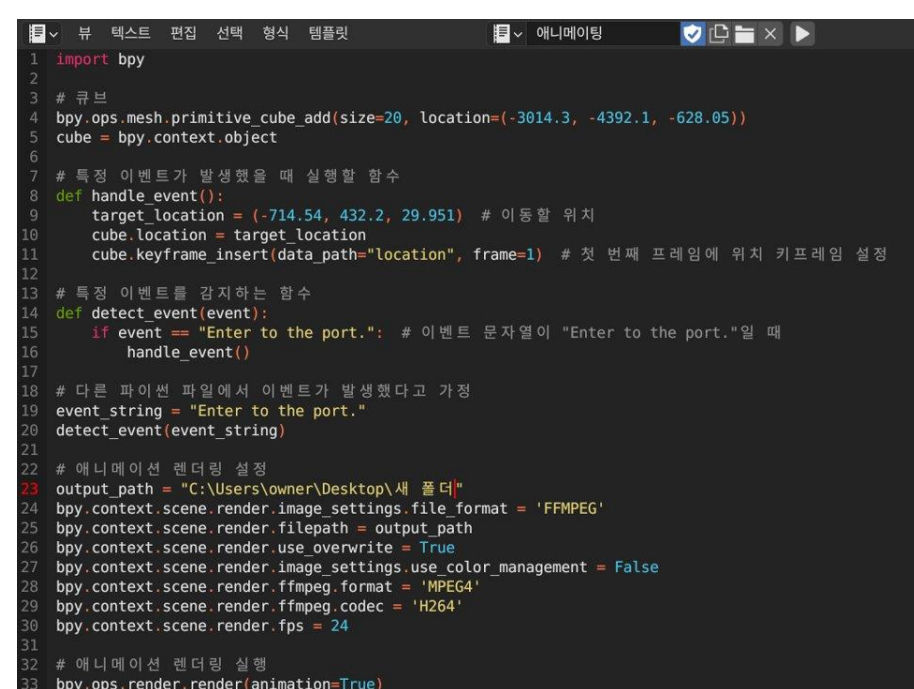 뷰 텍스트 편집 선택 형식 템플릿 애니메이팅
1 import bpy
2
3 # 큐브
4 bpy.ops.mesh.primitive_cube_add(size=20, location=(-3014.3, -4392.1, -628.05))
5 cube = bpy.context.object
6
7 # 특정 이벤트가 발생했을 때 실행할 함수
8 def handle_event():
9     target_location = (-714.54, 432.2, 29.951)  # 이동할 위치
10     cube.location = target_location
11     cube.keyframe_insert(data_path="location", frame=1)  # 첫 번째 프레임에 위치 키프레임 설정
12
13 # 특정 이벤트를 감지하는 함수
14 def detect_event(event):
15     if event == "Enter to the port.":  # 이벤트 문자열이 "Enter to the port."일 때
16         handle_event()
17
18 # 다른 파이썬 파일에서 이벤트가 발생했다고 가정
19 event_string = "Enter to the port."
20 detect_event(event_string)
21
22 # 애니메이션 렌더링 설정
23 output_path = "C:\Users\owner\Desktop\새 폴더"
24 bpy.context.scene.render.image_settings.file_format = 'FFMPEG'
25 bpy.context.scene.render.filepath = output_path
26 bpy.context.scene.render.use_overwrite = True
27 bpy.context.scene.render.image_settings.use_color_management = False
28 bpy.context.scene.render.ffmpeg.format = 'MPEG4'
29 bpy.context.scene.render.ffmpeg.codec = 'H264'
30 bpy.context.scene.render.fps = 24
31
32 # 애니메이션 렌더링 실행
33 bpy.ops.render.render(animation=True)